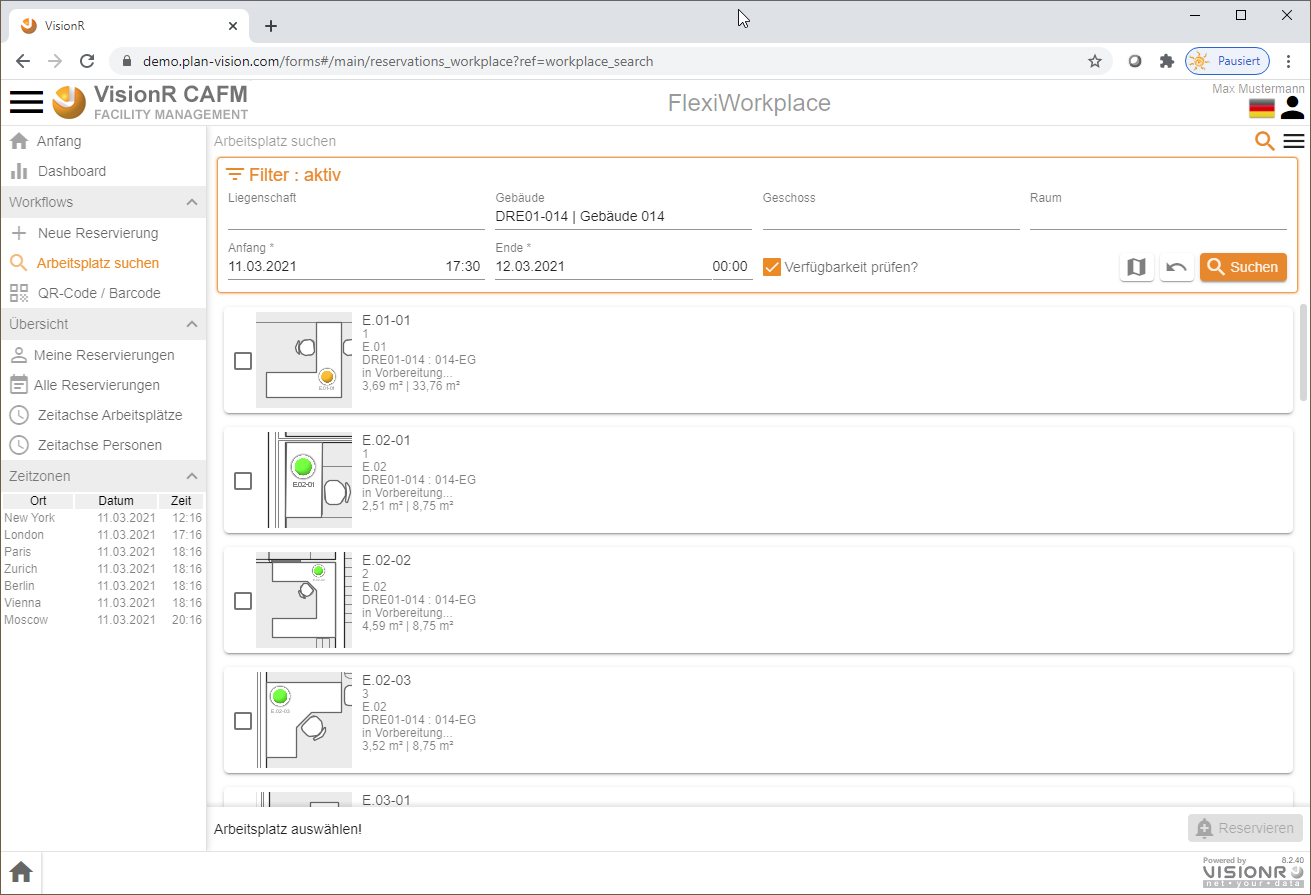 VisionR
demo.plan-vision.com/forms#/main/reservations_workplace?ref=workplace_search
Pausiert
VisionR CAFM
FACILITY MANAGEMENT
FlexiWorkplace
Max Mustermann
Anfang
Dashboard
Workflows
Neue Reservierung
Arbeitsplatz suchen
QR-Code / Barcode
Übersicht
Meine Reservierungen
Alle Reservierungen
Zeitachse Arbeitsplätze
Zeitachse Personen
Zeitzonen
Ort Datum Zeit
New York 11.03.2021 12:16
London 11.03.2021 17:16
Paris 11.03.2021 18:16
Zurich 11.03.2021 18:16
Berlin 11.03.2021 18:16
Vienna 11.03.2021 18:16
Moscow 11.03.2021 20:16
Arbeitsplatz suchen
Filter : aktiv
Liegenschaft Gebäude Geschoss Raum
DRE01-014 | Gebäude 014
Anfang * Ende *
11.03.2021 17:30 12.03.2021 00:00 Verfügbarkeit prüfen? Suchen
E.01-01
1
E.01
DRE01-014 : 014-EG
in Vorbereitung...
3,69 m² | 33,76 m²
E.01-01
E.02-01
1
E.02
DRE01-014 : 014-EG
in Vorbereitung...
2,51 m² | 8,75 m²
E.02-01
E.02-02
2
E.02
DRE01-014 : 014-EG
in Vorbereitung...
4,59 m² | 8,75 m²
E.02-03
3
E.02
DRE01-014 : 014-EG
in Vorbereitung...
3,52 m² | 8,75 m²
E.02-03
E.03-01
Arbeitsplatz auswählen!
Reservieren
Powered by 8.2.40
VISIONR
net • your • data